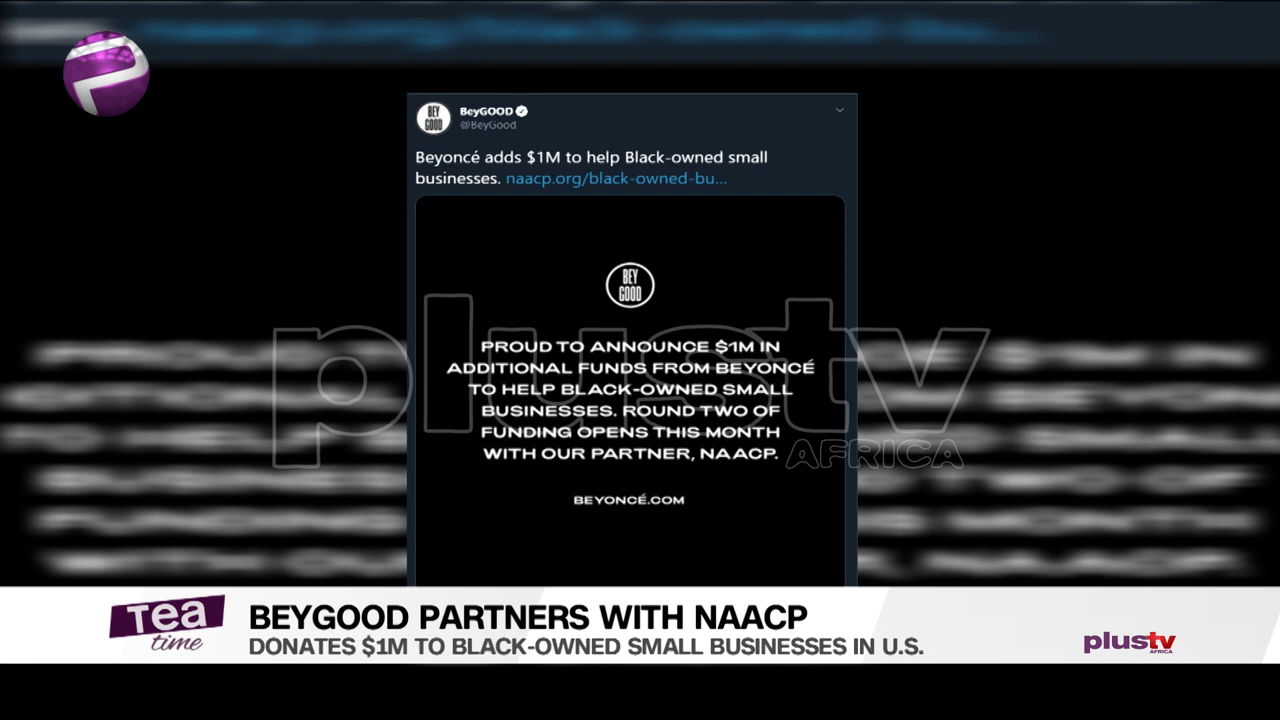 BEY
GOOD
BeyGOOD
@BeyGood
Beyoncé adds $1M to help Black-owned small
businesses. naacp.org/black-owned-bu...
BEY
GOOD
PROUD TO ANNOUNCE $1M IN
ADDITIONAL FUNDS FROM BEYONCÉ
TO HELP BLACK-OWNED SMALL
BUSINESSES. ROUND TWO OF
FUNDING OPENS THIS MONTH
WITH OUR PARTNER, NAACP.
BEYONCÉ.COM
plustv
AFRICA
Tea
time
BEYGOOD PARTNERS WITH NAACP
DONATES $1M TO BLACK-OWNED SMALL BUSINESSES IN U.S.
plustv
AFRICA